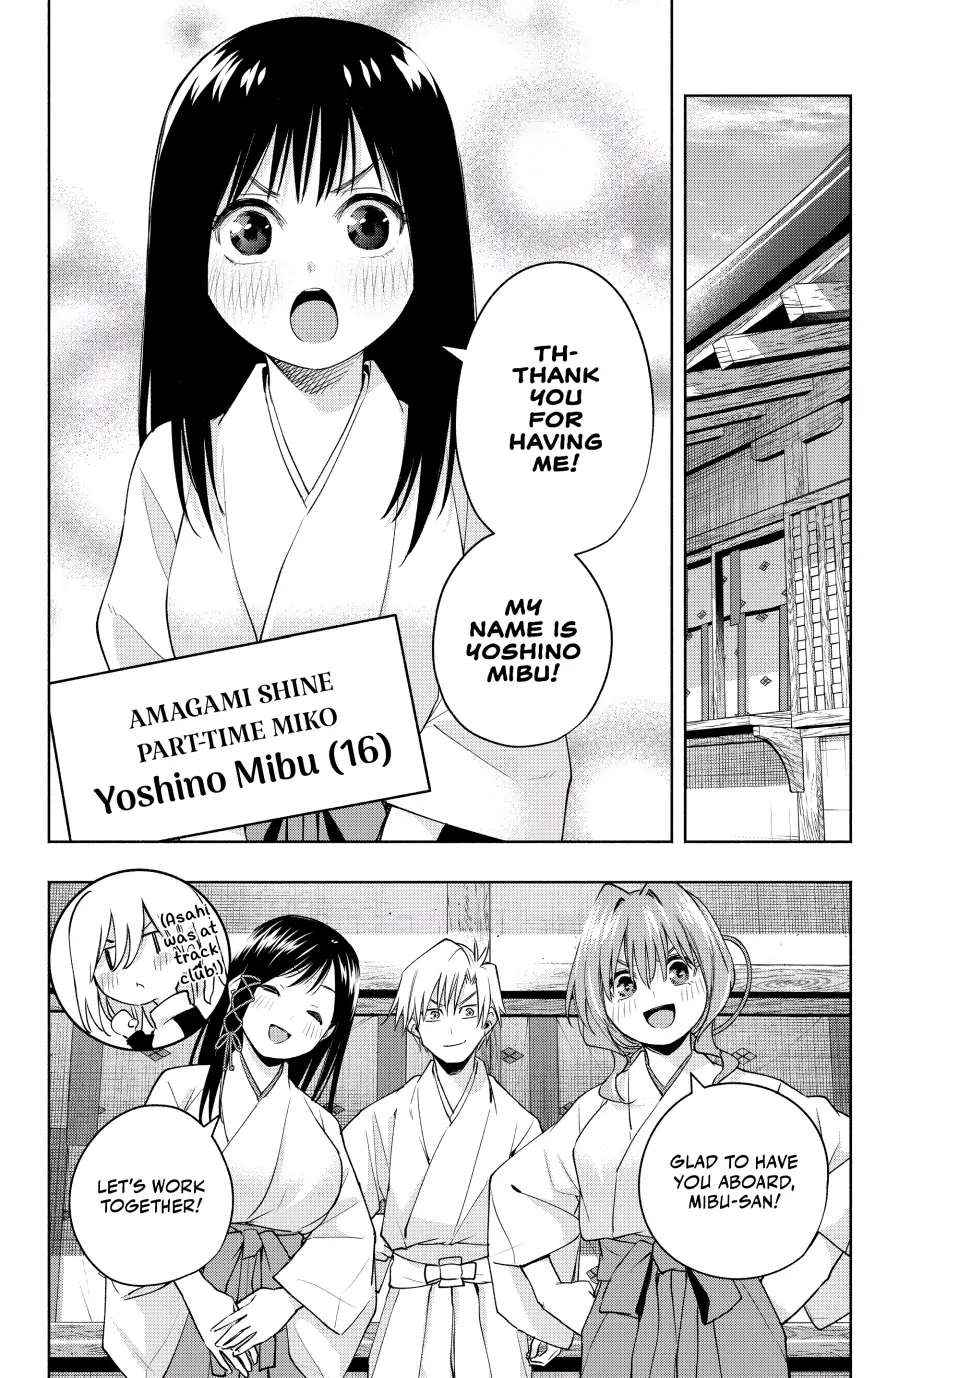 TH-
THANK
YOU
FOR
HAVING
ME!
MY
NAME IS
YOSHINO
MIBU!
AMAGAMI SHINE
PART-TIME MIKO
Yoshino Mibu (16)
GLAD TO HAVE
YOU ABOARD,
MIBU-SAN!
LET'S WORK
TOGETHER!
(Asahi
was at
track
club!)